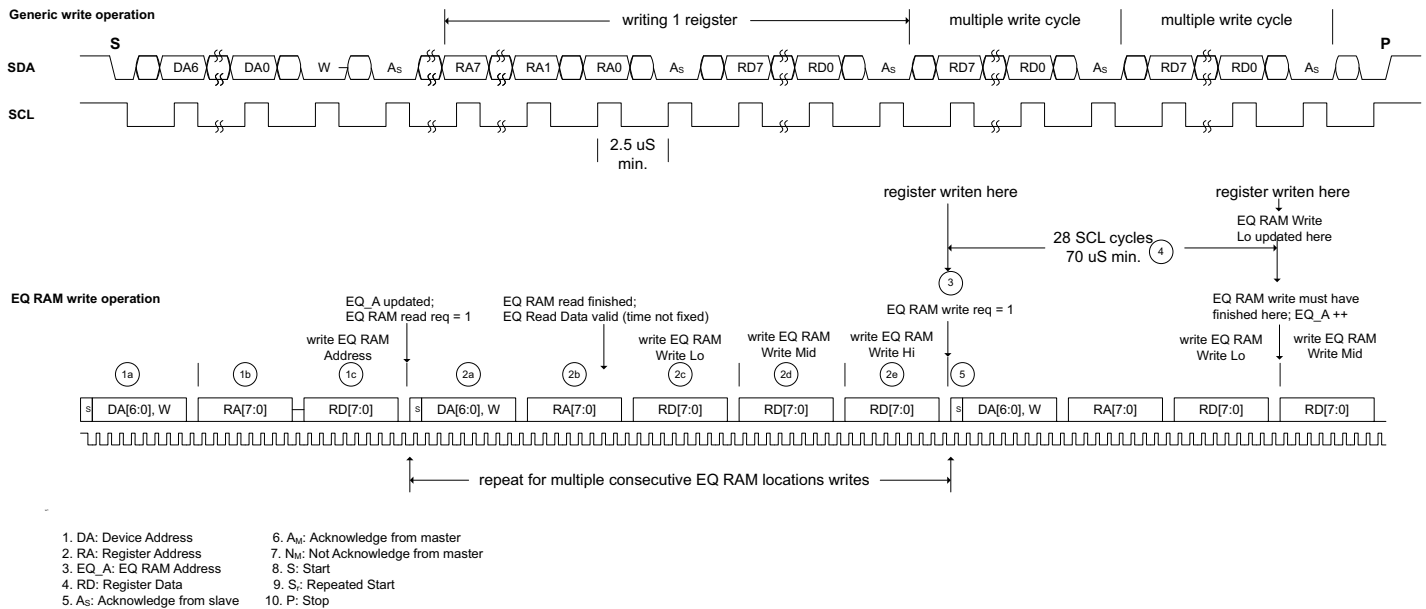 Generic write operation
writing 1 reigster
multiple write cycle
multiple write cycle
S
P
SDA
DA6
DA0
W
As
RA7
RA1
RA0
As
RD7
RD0
As
RD7
RD0
As
RD7
RD0
As
SCL
2.5 uS
min.
register writen here
register writen here
EQ RAM Write
Lo updated here
28 SCL cycles
70 uS min.
4
3
EQ RAM write operation
EQ_A updated;
EQ RAM read req = 1
EQ RAM read finished;
EQ Read Data valid (time not fixed)
EQ RAM write req = 1
EQ RAM write must have
finished here; EQ_A ++
write EQ RAM
Address
write EQ RAM
Write Lo
write EQ RAM
Write Mid
write EQ RAM
Write Hi
write EQ RAM
Write Lo
write EQ RAM
Write Mid
1a
1b
1c
2a
2b
2c
2d
2e
5
S
DA[6:0], W
RA[7:0]
RD[7:0]
S
DA[6:0], W
RA[7:0]
RD[7:0]
RD[7:0]
RD[7:0]
S
DA[6:0], W
RA[7:0]
RD[7:0]
RD[7:0]
repeat for multiple consecutive EQ RAM locations writes
1. DA: Device Address
2. RA: Register Address
3. EQ_A: EQ RAM Address
4. RD: Register Data
5. As: Acknowledge from slave
6. AM: Acknowledge from master
7. NM: Not Acknowledge from master
8. S: Start
9. Sr: Repeated Start
10. P: Stop